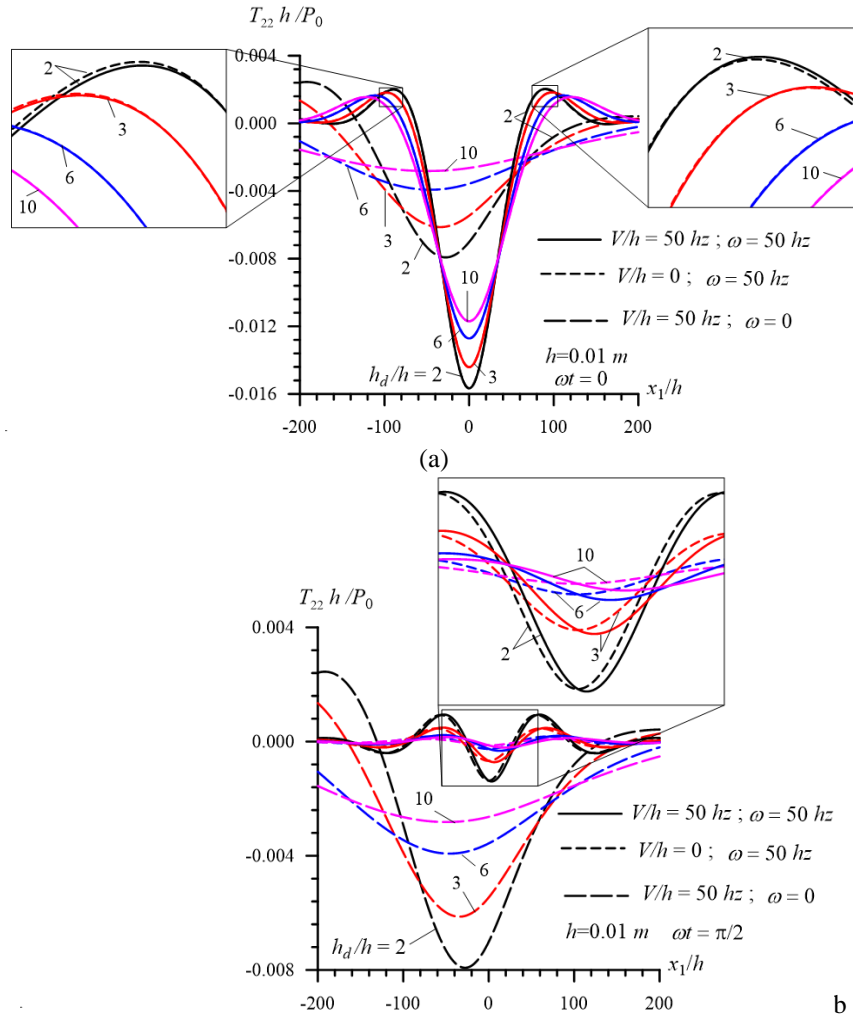 T22 h /P0
0.004
0.000
-0.004
-0.008
-0.012
-0.016
-200
-100
0
100
200
x1/h
2
3
6
10
2
3
6
10
2
10
6
3
2
10
6
3
hd/h = 2
V/h = 50 hz ; ω = 50 hz
V/h = 0 ; ω = 50 hz
V/h = 50 hz ; ω = 0
h=0.01 m
ωt = 0
(a)
T22 h /P0
0.004
0.000
-0.004
-0.008
-200
-100
0
100
200
x1/h
10
6
2
3
10
6
3
hd/h = 2
V/h = 50 hz ; ω = 50 hz
V/h = 0 ; ω = 50 hz
V/h = 50 hz ; ω = 0
h=0.01 m ωt = π/2
b